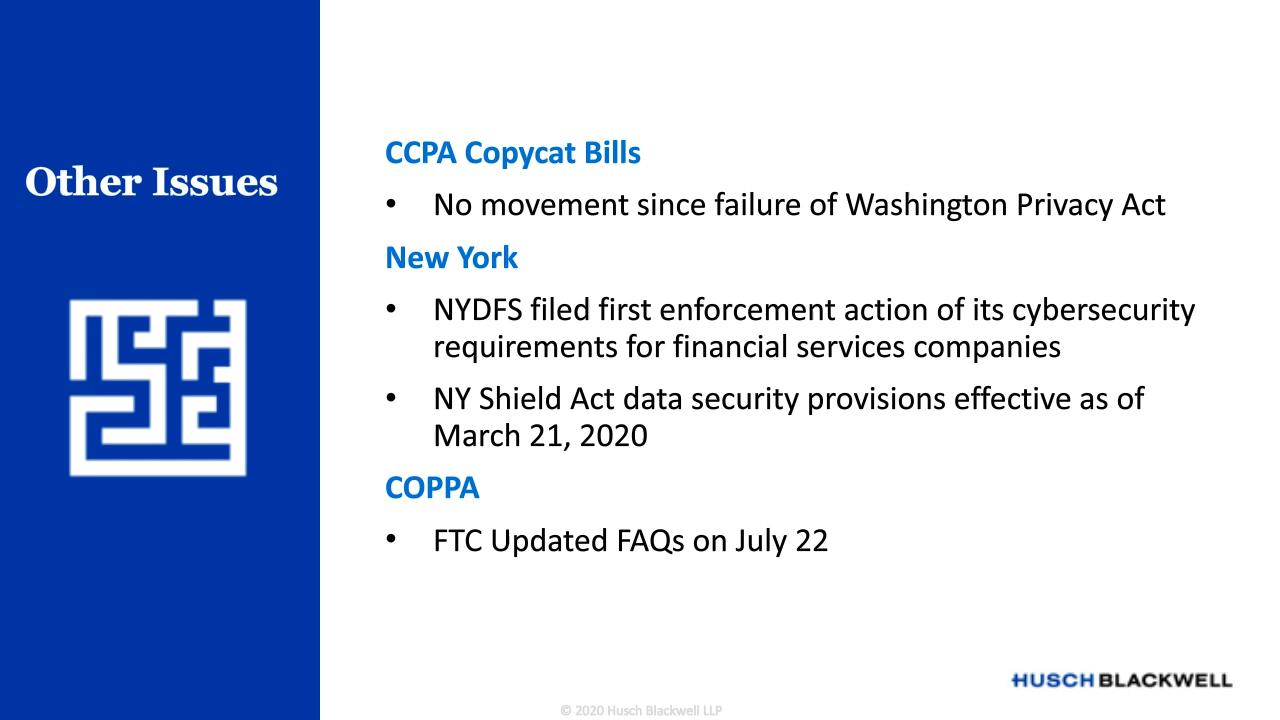 Other Issues
CCPA Copycat Bills
• No movement since failure of Washington Privacy Act
New York
• NYDFS filed first enforcement action of its cybersecurity
requirements for financial services companies
• NY Shield Act data security provisions effective as of
March 21, 2020
COPPA
• FTC Updated FAQs on July 22
HUSCH BLACKWELL
© 2020 Husch Blackwell LLP